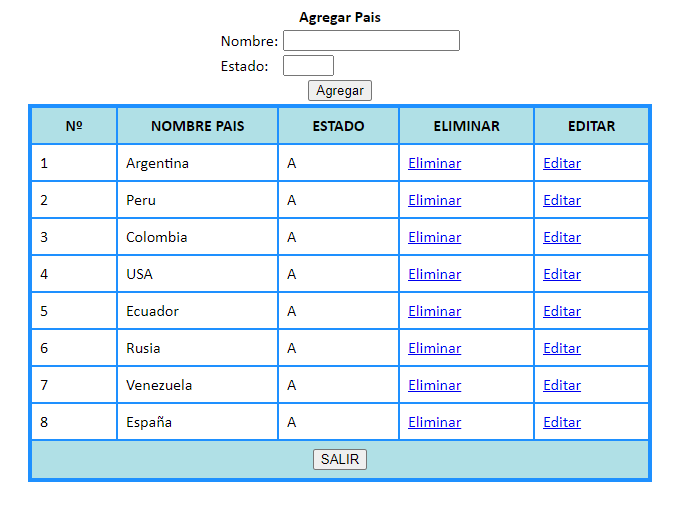 Agregar Pais
Nombre:
Estado:
Agregar
Nº NOMBRE PAIS ESTADO ELIMINAR EDITAR
1 Argentina A Eliminar Editar
2 Peru A Eliminar Editar
3 Colombia A Eliminar Editar
4 USA A Eliminar Editar
5 Ecuador A Eliminar Editar
6 Rusia A Eliminar Editar
7 Venezuela A Eliminar Editar
8 España A Eliminar Editar
SALIR